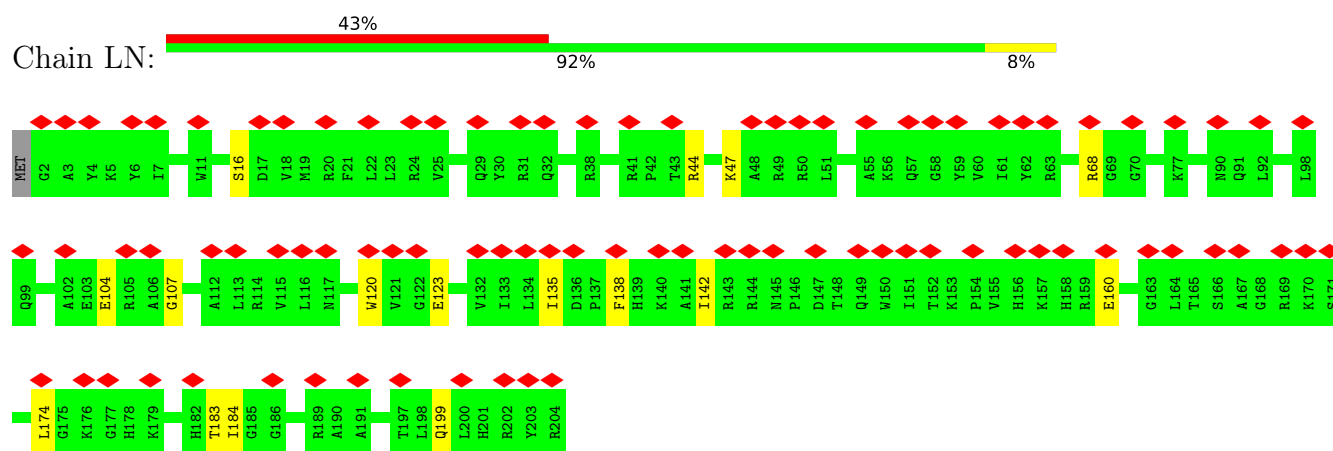 43%
Chain LN:
92% 8%
MET G2 A3 Y4 K5 Y6 I7 W11 S16 D17 V18 M19 R20 F21 L22 L23 R24 V25 Q29 Y30 R31 Q32 R38 R41 P42 T43 R44 K47 A48 R49 R50 L51 A55 K56 Q57 G58 Y59 V60 I61 Y62 R63 R68 G69 G70 K77 N90 Q91 L92 L98
Q99 A102 E103 E104 R105 A106 G107 A112 L113 R114 V115 L116 N117 W120 V121 G122 E123 V132 I133 L134 I135 D136 P137 F138 H139 K140 A141 I142 R143 R144 N145 P146 D147 T148 Q149 W150 I151 T152 K153 P154 V155 H156 K157 H158 R159 E160 G163 L164 T165 S166 A167 G168 R169 K170
L174 G175 K176 G177 H178 K179 H182 T183 I184 G185 G186 R189 A190 A191 T197 L198 Q199 L200 H201 R202 Y203 R204